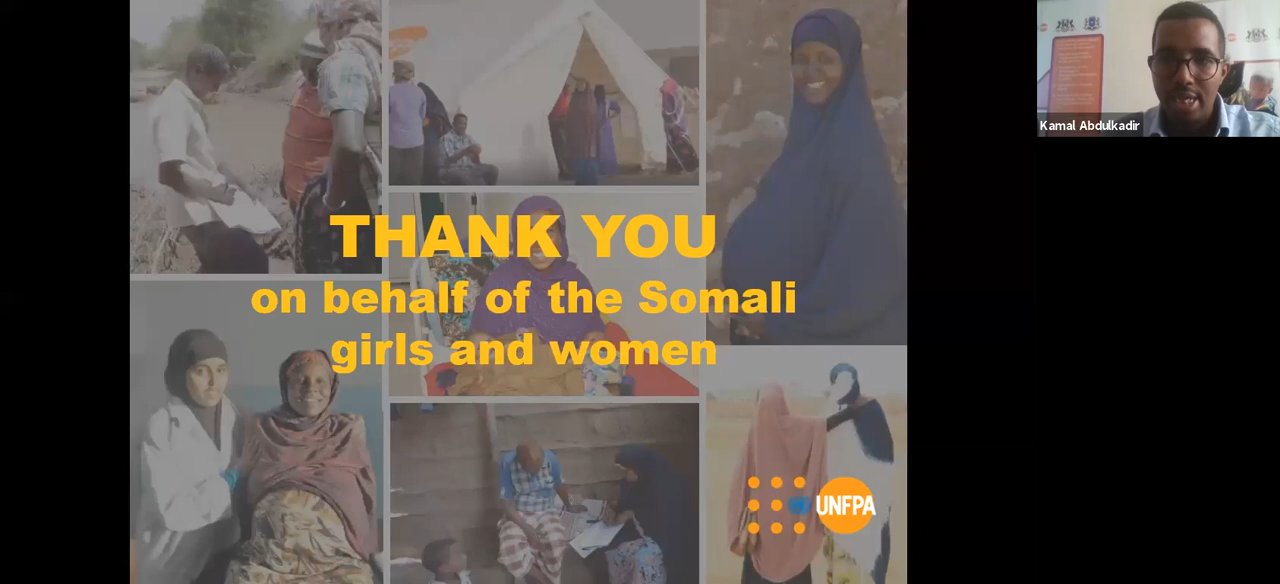 THANK YOU
on behalf of the Somali
girls and women
UNFPA
Kamal Abdulkadir